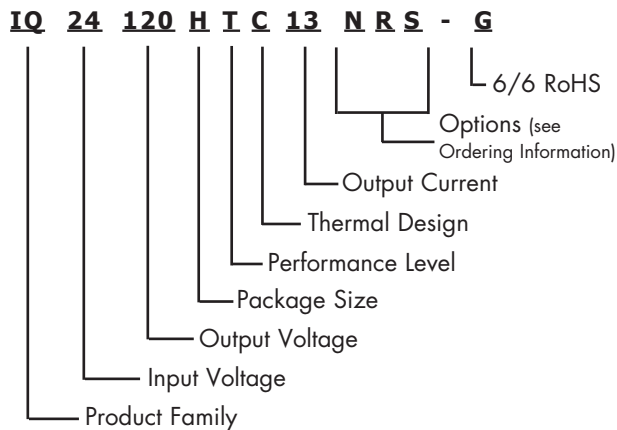 IQ 24 120 H T C 13 N R S - G
6/6 RoHS
Options (see
Ordering Information)
Output Current
Thermal Design
Performance Level
Package Size
Output Voltage
Input Voltage
Product Family